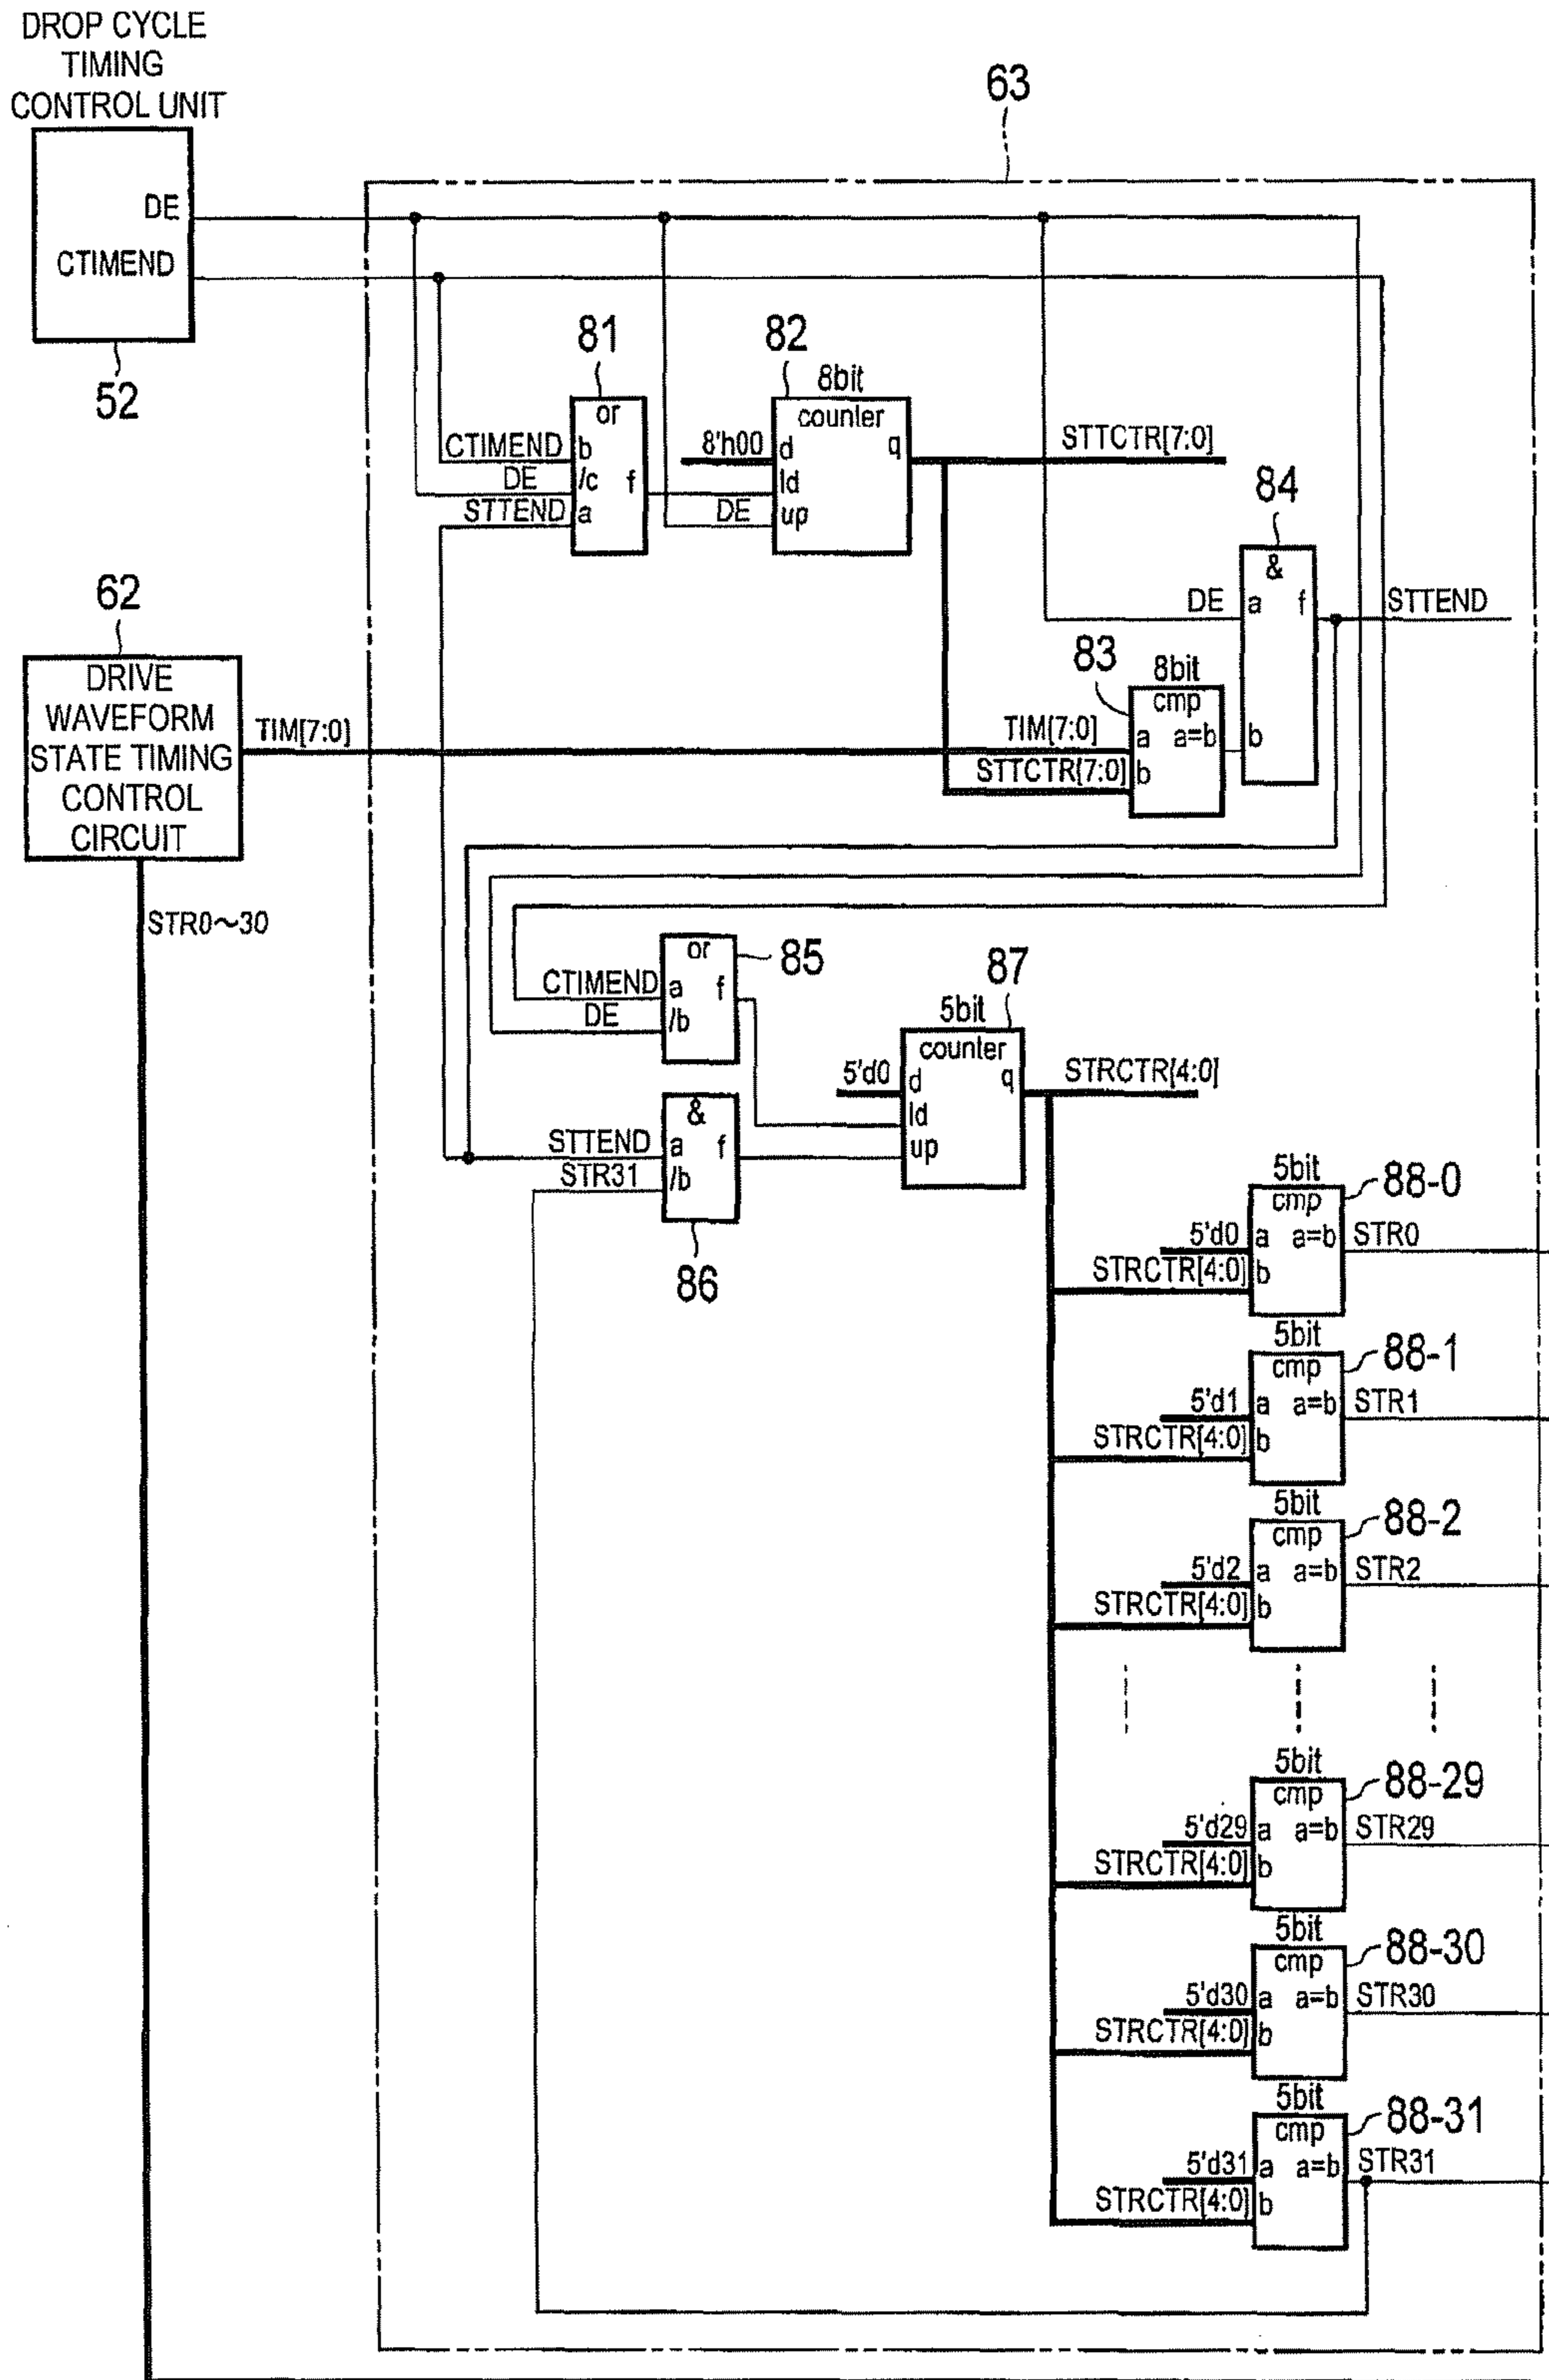 DROP CYCLE
TIMING
CONTROL UNIT
63
DE
CTIMEND
52
81
82
or
8bit
counter
CTIMEND b
DE /c f
STTEND a
8'h00 d q
ld
DE up
STTCTR[7:0]
84
&
DE a f STTEND
b
62
DRIVE
WAVEFORM
STATE TIMING
CONTROL
CIRCUIT
TIM[7:0]
83
8bit
cmp
TIM[7:0] a a=b
STTCTR[7:0] b
STR0~30
or
85
CTIMEND a f
DE /b
87
5bit
counter
5'd0 d q STRCTR[4:0]
ld
up
&
STTEND a f
STR31 /b
86
5bit
cmp
88-0
5'd0 a a=b STR0
STRCTR[4:0] b
5bit
cmp
88-1
5'd1 a a=b STR1
STRCTR[4:0] b
5bit
cmp
88-2
5'd2 a a=b STR2
STRCTR[4:0] b
5bit
cmp
88-29
5'd29 a a=b STR29
STRCTR[4:0] b
5bit
cmp
88-30
5'd30 a a=b STR30
STRCTR[4:0] b
5bit
cmp
88-31
5'd31 a a=b STR31
STRCTR[4:0] b